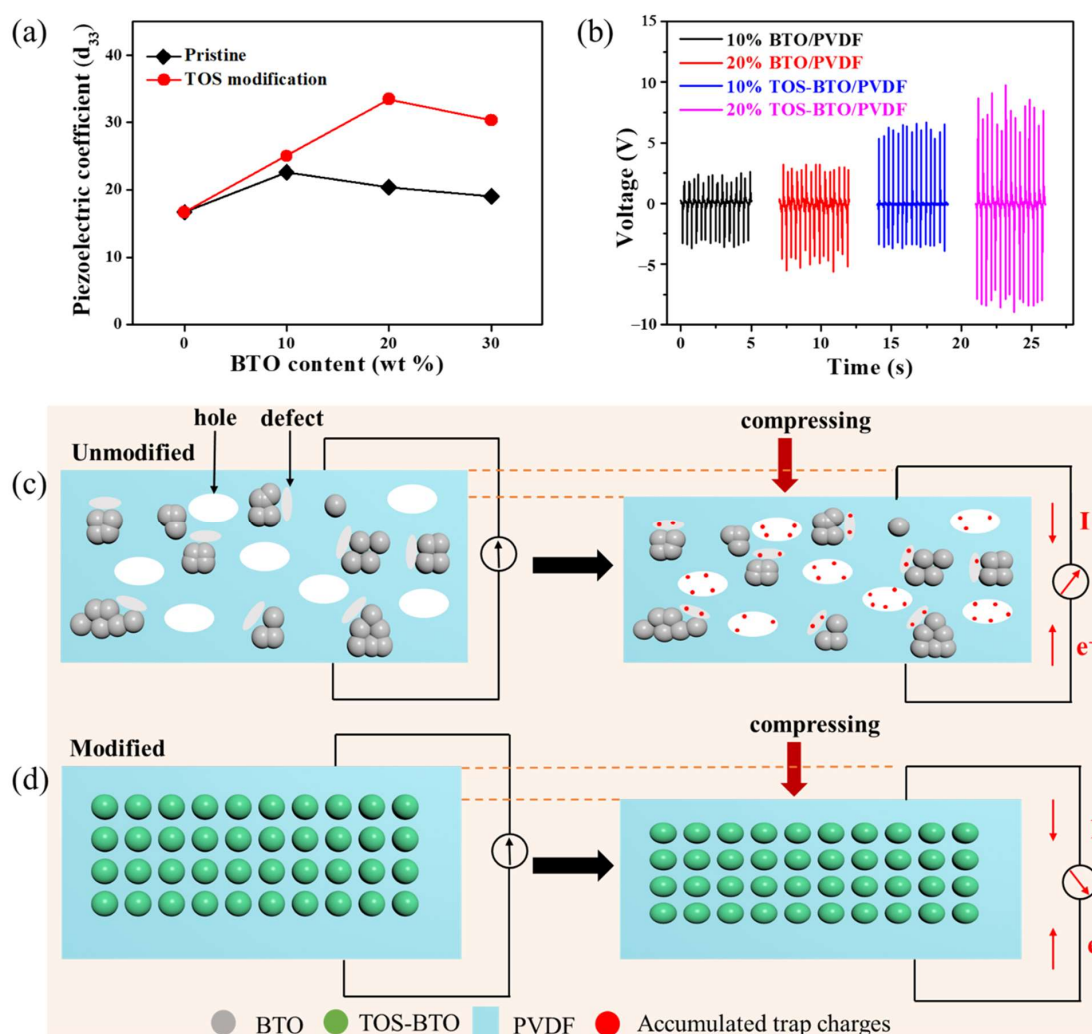 (a)
Piezoelectric coefficient (d33)
40
30
20
10
0
Pristine
TOS modification
0 10 20 30
BTO content (wt %)
(b)
Voltage (V)
15
10
5
0
−5
−10
10% BTO/PVDF
20% BTO/PVDF
10% TOS-BTO/PVDF
20% TOS-BTO/PVDF
0 5 10 15 20 25
Time (s)
hole defect
compressing
Unmodified
(c)
I
e-
compressing
Modified
(d)
BTO TOS-BTO PVDF Accumulated trap charges